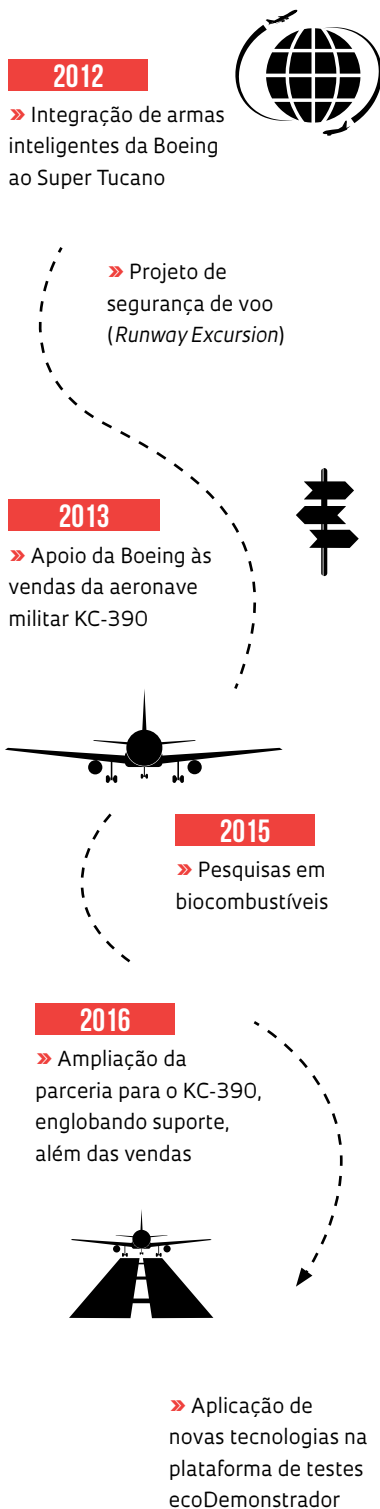 2012
» Integração de armas
inteligentes da Boeing
ao Super Tucano
» Projeto de
segurança de voo
(Runway Excursion)
2013
» Apoio da Boeing às
vendas da aeronave
militar KC-390
2015
» Pesquisas em
biocombustíveis
2016
» Ampliação da
parceria para o KC-390,
englobando suporte,
além das vendas
» Aplicação de
novas tecnologias na
plataforma de testes
ecoDemonstrador